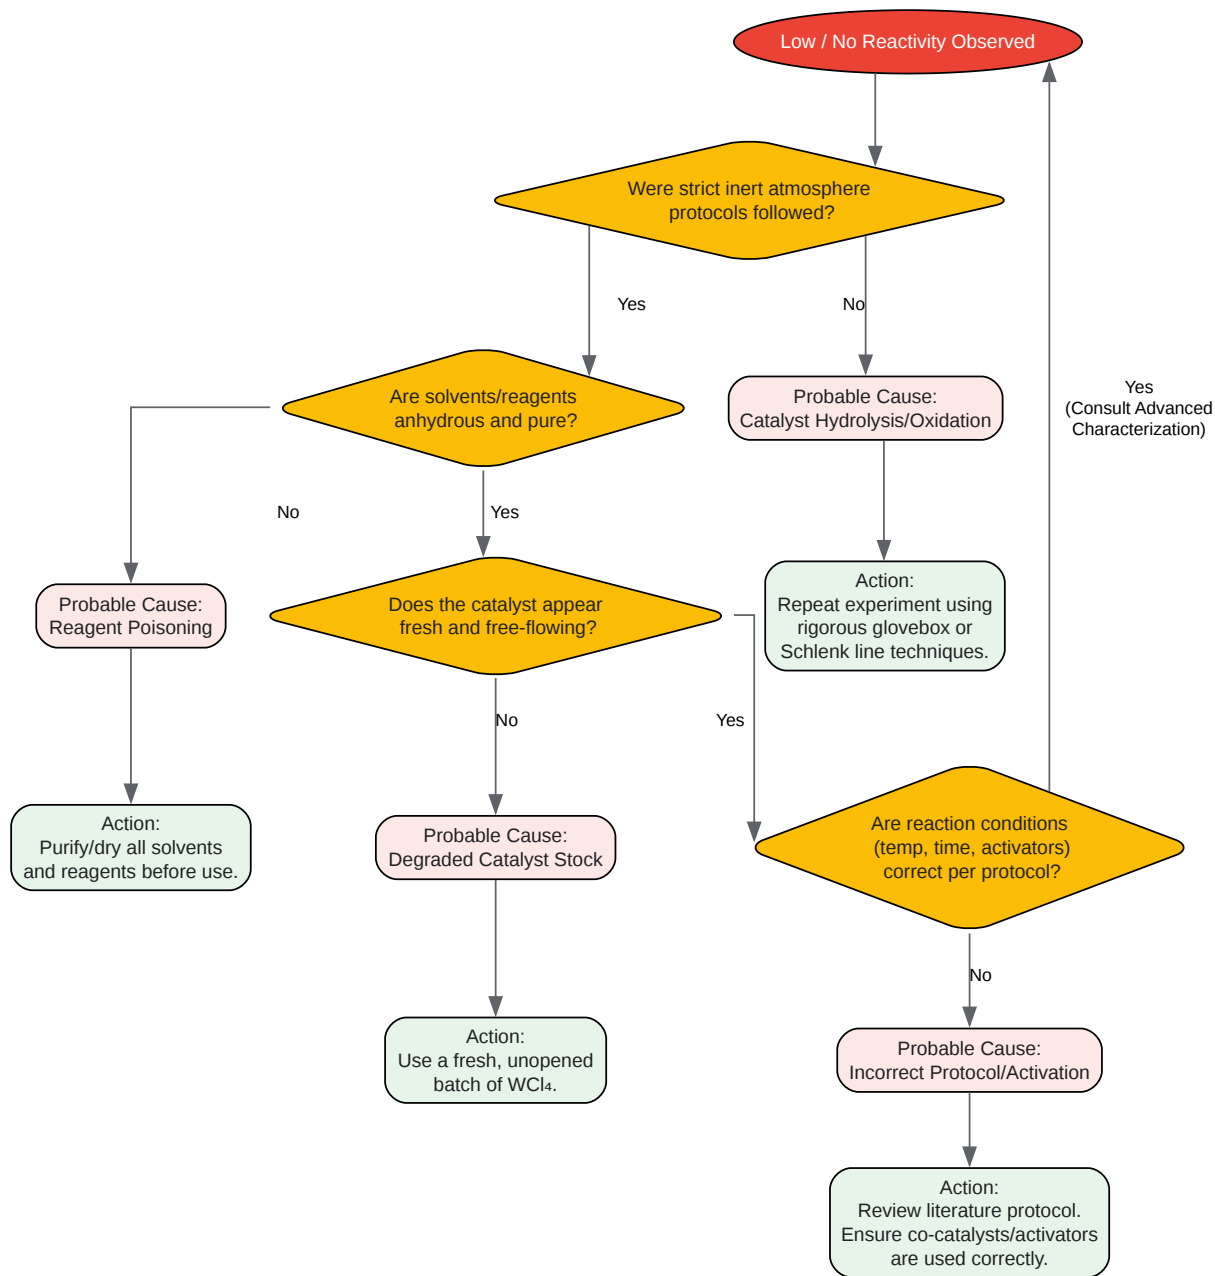 Low / No Reactivity Observed
Were strict inert atmosphere
protocols followed?
Yes
No
Are solvents/reagents
anhydrous and pure?
Probable Cause:
Catalyst Hydrolysis/Oxidation
Yes
(Consult Advanced
Characterization)
No
Yes
Probable Cause:
Reagent Poisoning
Does the catalyst appear
fresh and free-flowing?
Action:
Repeat experiment using
rigorous glovebox or
Schlenk line techniques.
No
Yes
Action:
Purify/dry all solvents
and reagents before use.
Probable Cause:
Degraded Catalyst Stock
Are reaction conditions
(temp, time, activators)
correct per protocol?
No
Action:
Use a fresh, unopened
batch of WCl₄.
Probable Cause:
Incorrect Protocol/Activation
Action:
Review literature protocol.
Ensure co-catalysts/activators
are used correctly.